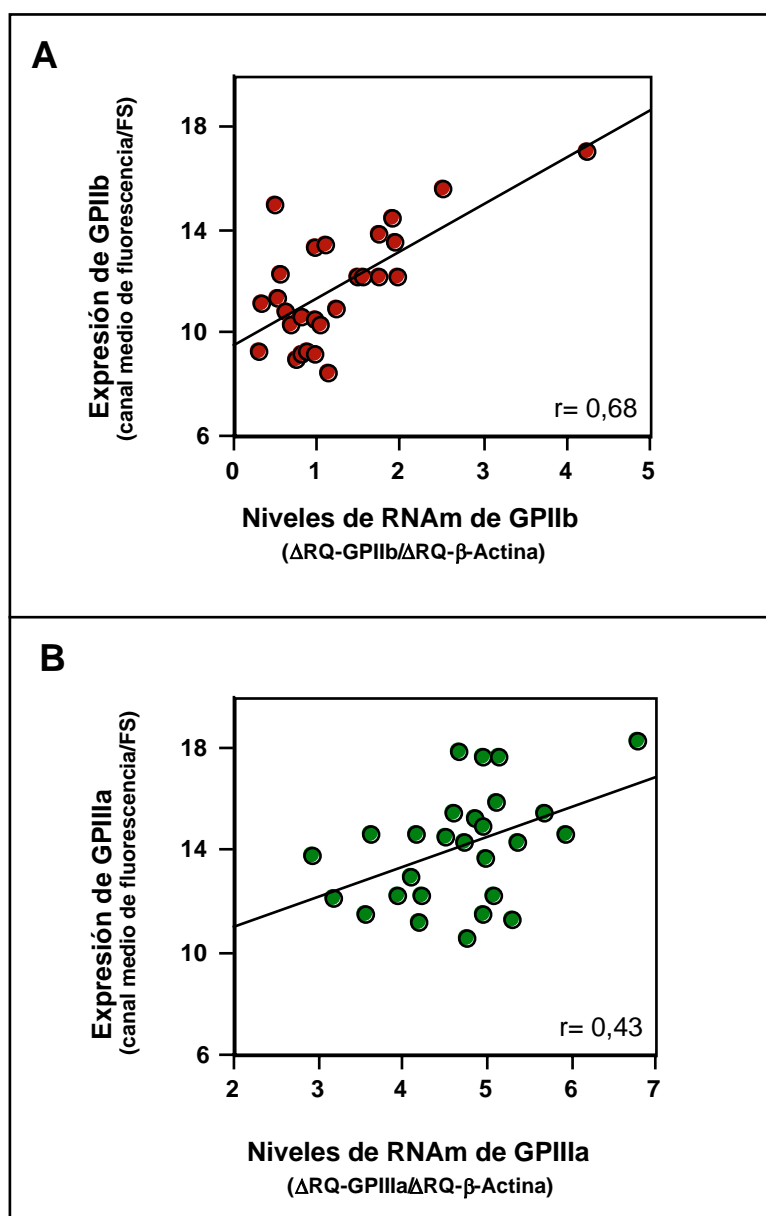 A
Expresión de GPIIb
(canal medio de fluorescencia/FS)
18
14
10
6
r= 0,68
0 1 2 3 4 5
Niveles de RNAm de GPIIb
(ΔRQ-GPIIb/ΔRQ-β-Actina)
B
Expresión de GPIIIa
(canal medio de fluorescencia/FS)
18
14
10
6
r= 0,43
2 3 4 5 6 7
Niveles de RNAm de GPIIIa
(ΔRQ-GPIIIa/ΔRQ-β-Actina)